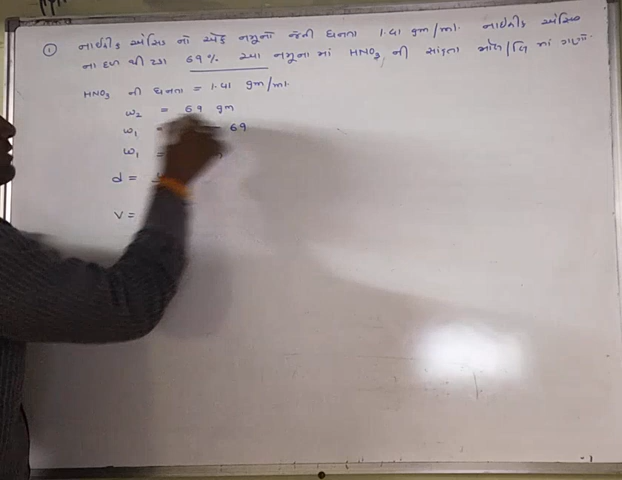 ① નાઈટ્રીક એસિડ નો એક નમૂનો જેની ઘનતા 1.41 gm/ml. નાઈટ્રીક એસિડ
ના દળ થી ટકા 69% આ નમૂના માં HNO3 ની સાંદ્રતા મોલ/લિ માં ગણો.
HNO3 ની ઘનતા = 1.41 gm/ml.
w2 = 69 gm
w1 = - 69
w1 =
d =
V =